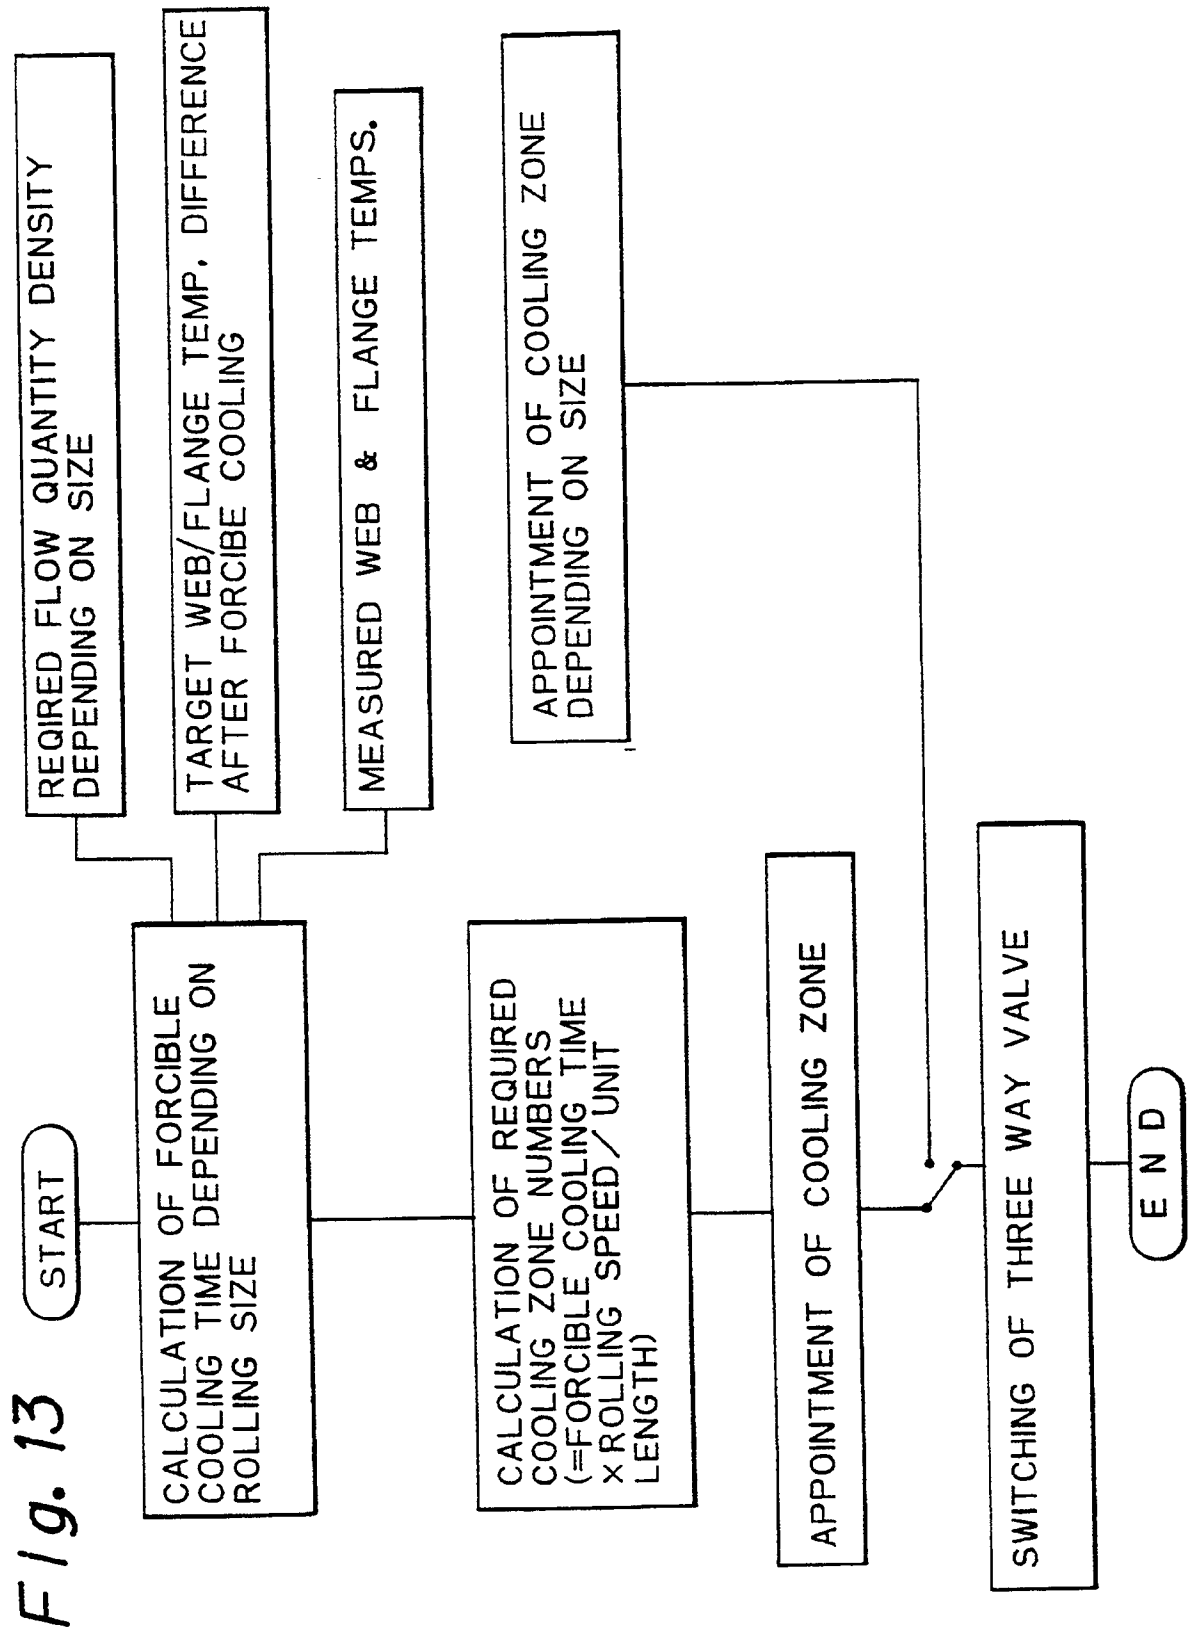 Fig. 13
START
CALCULATION OF FORCIBLE
COOLING TIME DEPENDING ON
ROLLING SIZE
REQIRED FLOW QUANTITY DENSITY
DEPENDING ON SIZE
TARGET WEB/FLANGE TEMP. DIFFERENCE
AFTER FORCIBE COOLING
MEASURED WEB & FLANGE TEMPS.
CALCULATION OF REQUIRED
COOLING ZONE NUMBERS
(=FORCIBLE COOLING TIME
×ROLLING SPEED/UNIT
LENGTH)
APPOINTMENT OF COOLING ZONE
DEPENDING ON SIZE
APPOINTMENT OF COOLING ZONE
SWITCHING OF THREE WAY VALVE
END